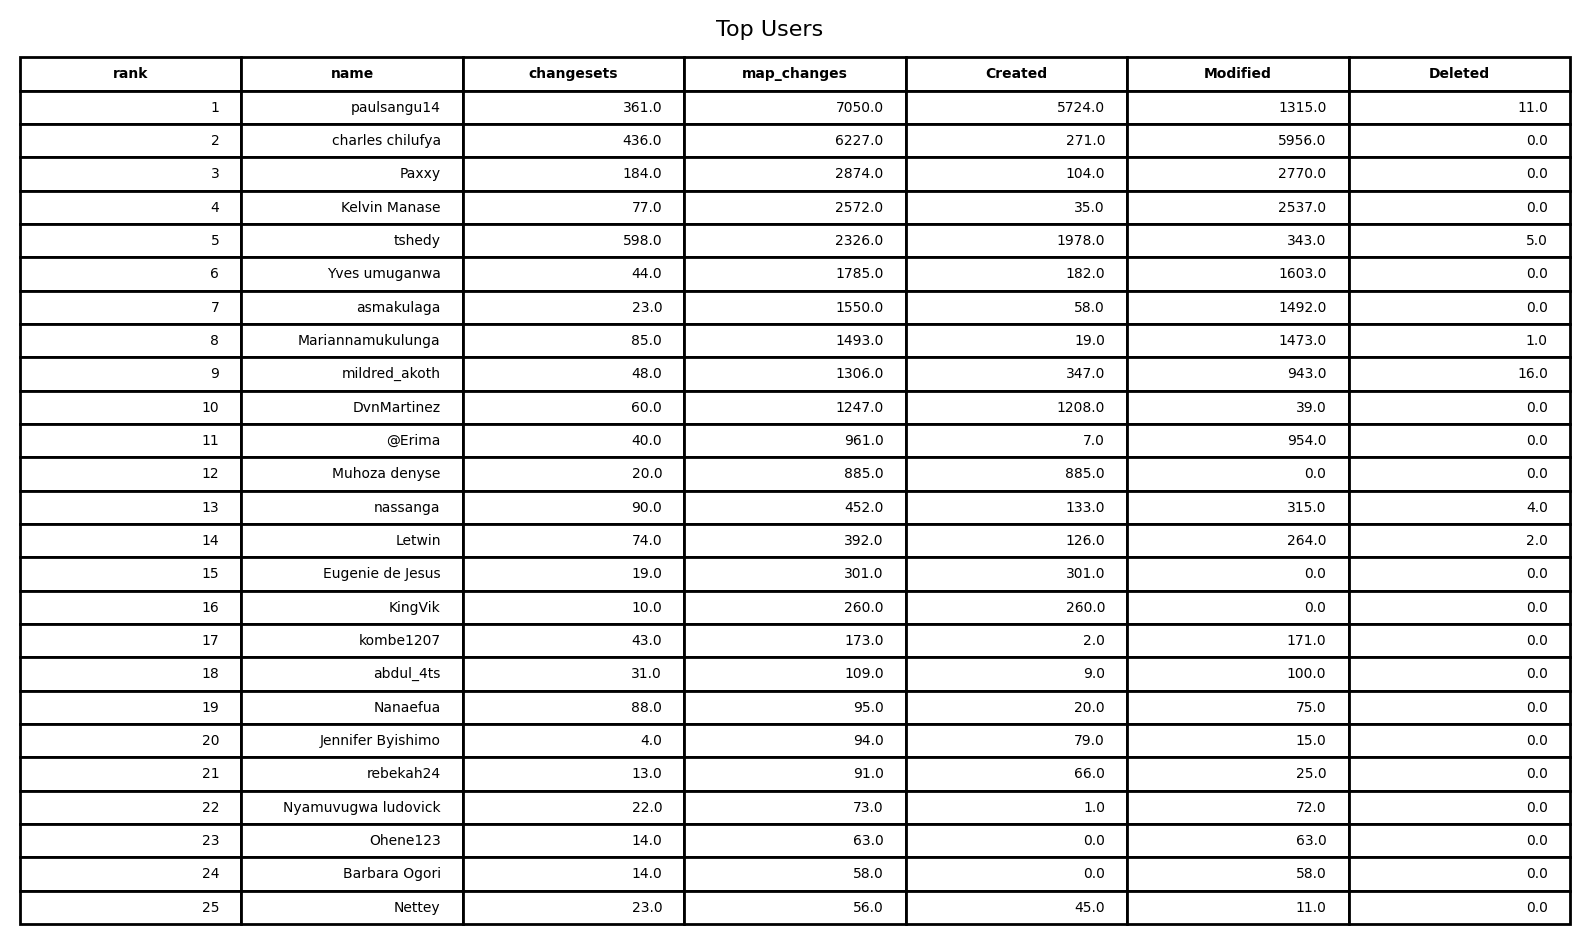 Top Users
rank name changesets map_changes Created Modified Deleted
1 paulsangu14 361.0 7050.0 5724.0 1315.0 11.0
2 charles chilufya 436.0 6227.0 271.0 5956.0 0.0
3 Paxxy 184.0 2874.0 104.0 2770.0 0.0
4 Kelvin Manase 77.0 2572.0 35.0 2537.0 0.0
5 tshedy 598.0 2326.0 1978.0 343.0 5.0
6 Yves umuganwa 44.0 1785.0 182.0 1603.0 0.0
7 asmakulaga 23.0 1550.0 58.0 1492.0 0.0
8 Mariannamukulunga 85.0 1493.0 19.0 1473.0 1.0
9 mildred_akoth 48.0 1306.0 347.0 943.0 16.0
10 DvnMartinez 60.0 1247.0 1208.0 39.0 0.0
11 @Erima 40.0 961.0 7.0 954.0 0.0
12 Muhoza denyse 20.0 885.0 885.0 0.0 0.0
13 nassanga 90.0 452.0 133.0 315.0 4.0
14 Letwin 74.0 392.0 126.0 264.0 2.0
15 Eugenie de Jesus 19.0 301.0 301.0 0.0 0.0
16 KingVik 10.0 260.0 260.0 0.0 0.0
17 kombe1207 43.0 173.0 2.0 171.0 0.0
18 abdul_4ts 31.0 109.0 9.0 100.0 0.0
19 Nanaefua 88.0 95.0 20.0 75.0 0.0
20 Jennifer Byishimo 4.0 94.0 79.0 15.0 0.0
21 rebekah24 13.0 91.0 66.0 25.0 0.0
22 Nyamuvugwa ludovick 22.0 73.0 1.0 72.0 0.0
23 Ohene123 14.0 63.0 0.0 63.0 0.0
24 Barbara Ogori 14.0 58.0 0.0 58.0 0.0
25 Nettey 23.0 56.0 45.0 11.0 0.0